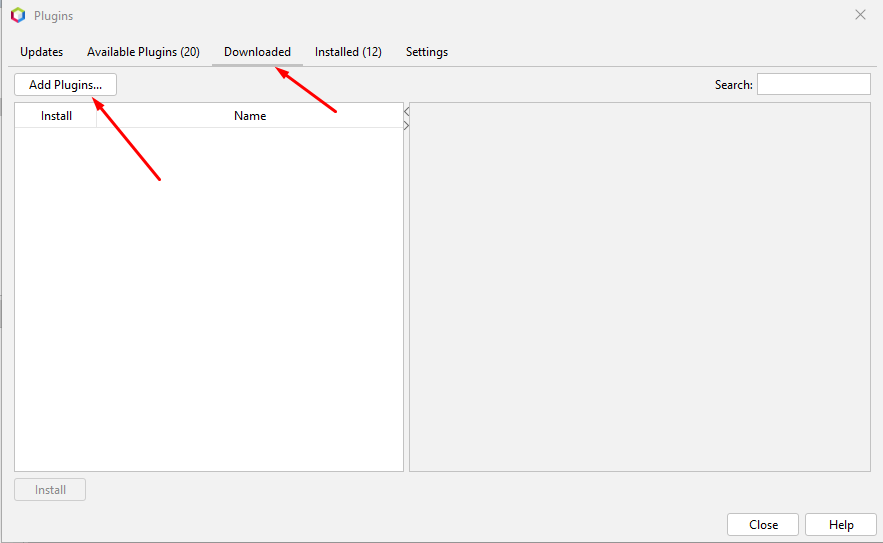 Plugins
Updates Available Plugins (20) Downloaded Installed (12) Settings
Add Plugins... Search:
Install Name
Install
Close Help